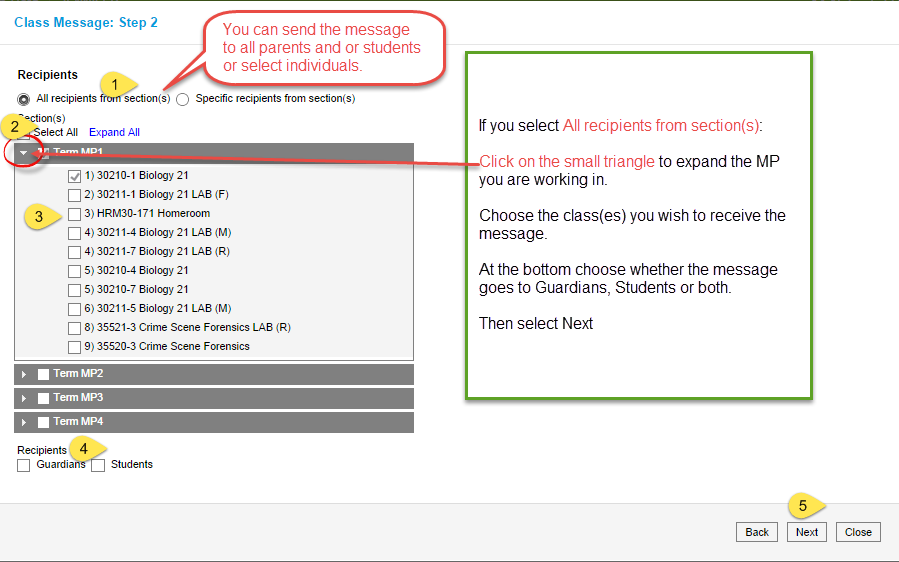 Class Message: Step 2
You can send the message
to all parents and or students
or select individuals.
Recipients
1
All recipients from section(s) Specific recipients from section(s)
Section(s)
2
Select All Expand All
Term MP1
1) 30210-1 Biology 21
2) 30211-1 Biology 21 LAB (F)
3
3) HRM30-171 Homeroom
4) 30211-4 Biology 21 LAB (M)
4) 30211-7 Biology 21 LAB (R)
5) 30210-4 Biology 21
5) 30210-7 Biology 21
6) 30211-5 Biology 21 LAB (M)
8) 35521-3 Crime Scene Forensics LAB (R)
9) 35520-3 Crime Scene Forensics
Term MP2
Term MP3
Term MP4
Recipients 4
Guardians Students
If you select All recipients from section(s):
Click on the small triangle to expand the MP
you are working in.
Choose the class(es) you wish to receive the
message.
At the bottom choose whether the message
goes to Guardians, Students or both.
Then select Next
5
Back Next Close